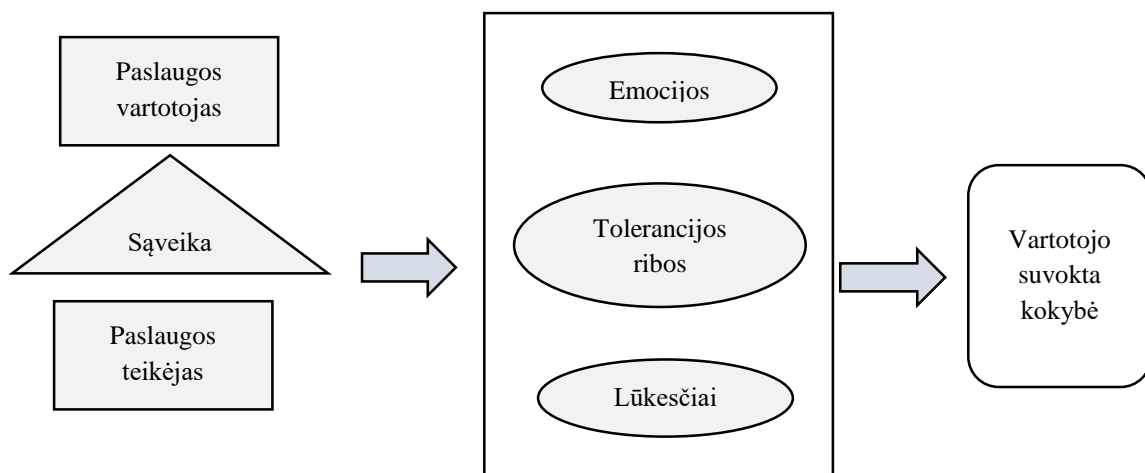 Paslaugos
vartotojas
Sąveika
Paslaugos
teikėjas
Emocijos
Tolerancijos
ribos
Lūkesčiai
Vartotojo
suvokta
kokybė